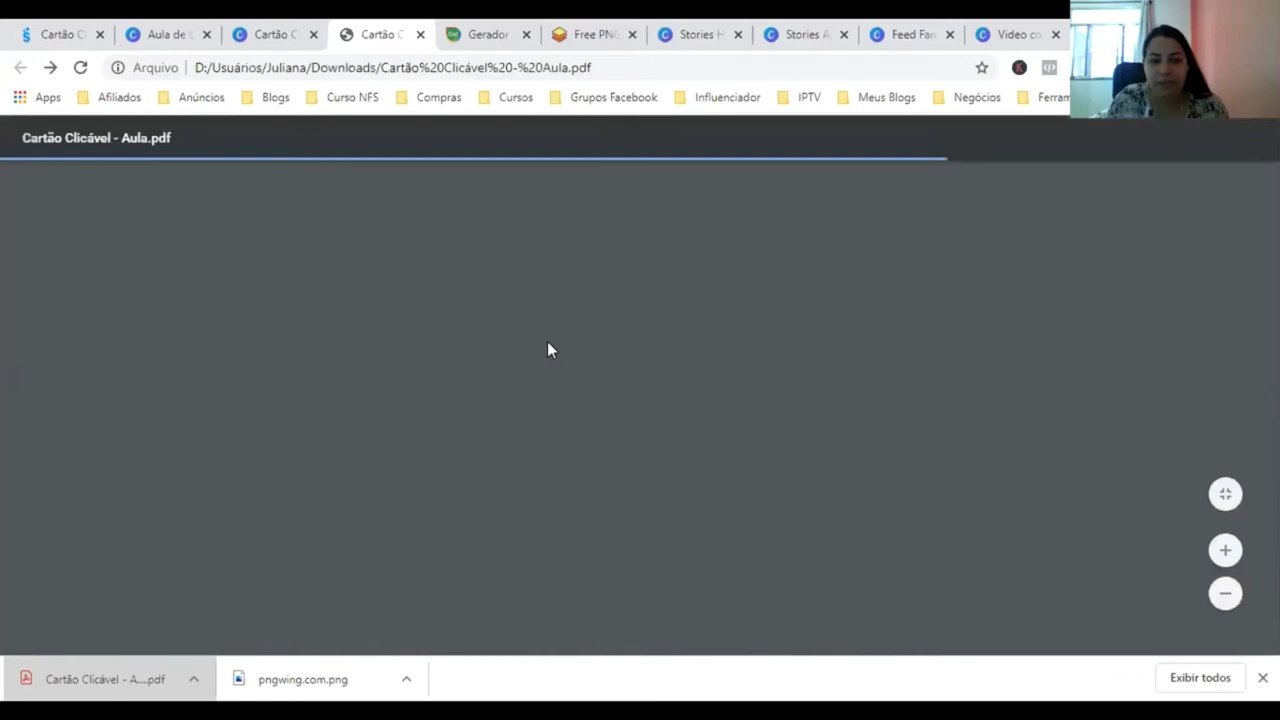 Cartão C
Aula de
Cartão C
Cartão C
Gerador
Free PNG
Stories H
Stories A
Feed Fa
Video co
Arquivo D:/Usuários/Juliana/Downloads/Cartão%20Clicável%20-%20Aula.pdf
Apps Afiliados Anúncios Blogs Curso NFS Compras Cursos Grupos Facebook Influenciador IPTV Meus Blogs Negócios Ferram
Cartão Clicável - Aula.pdf
Cartão Clicável - A....pdf
pngwing.com.png
Exibir todos